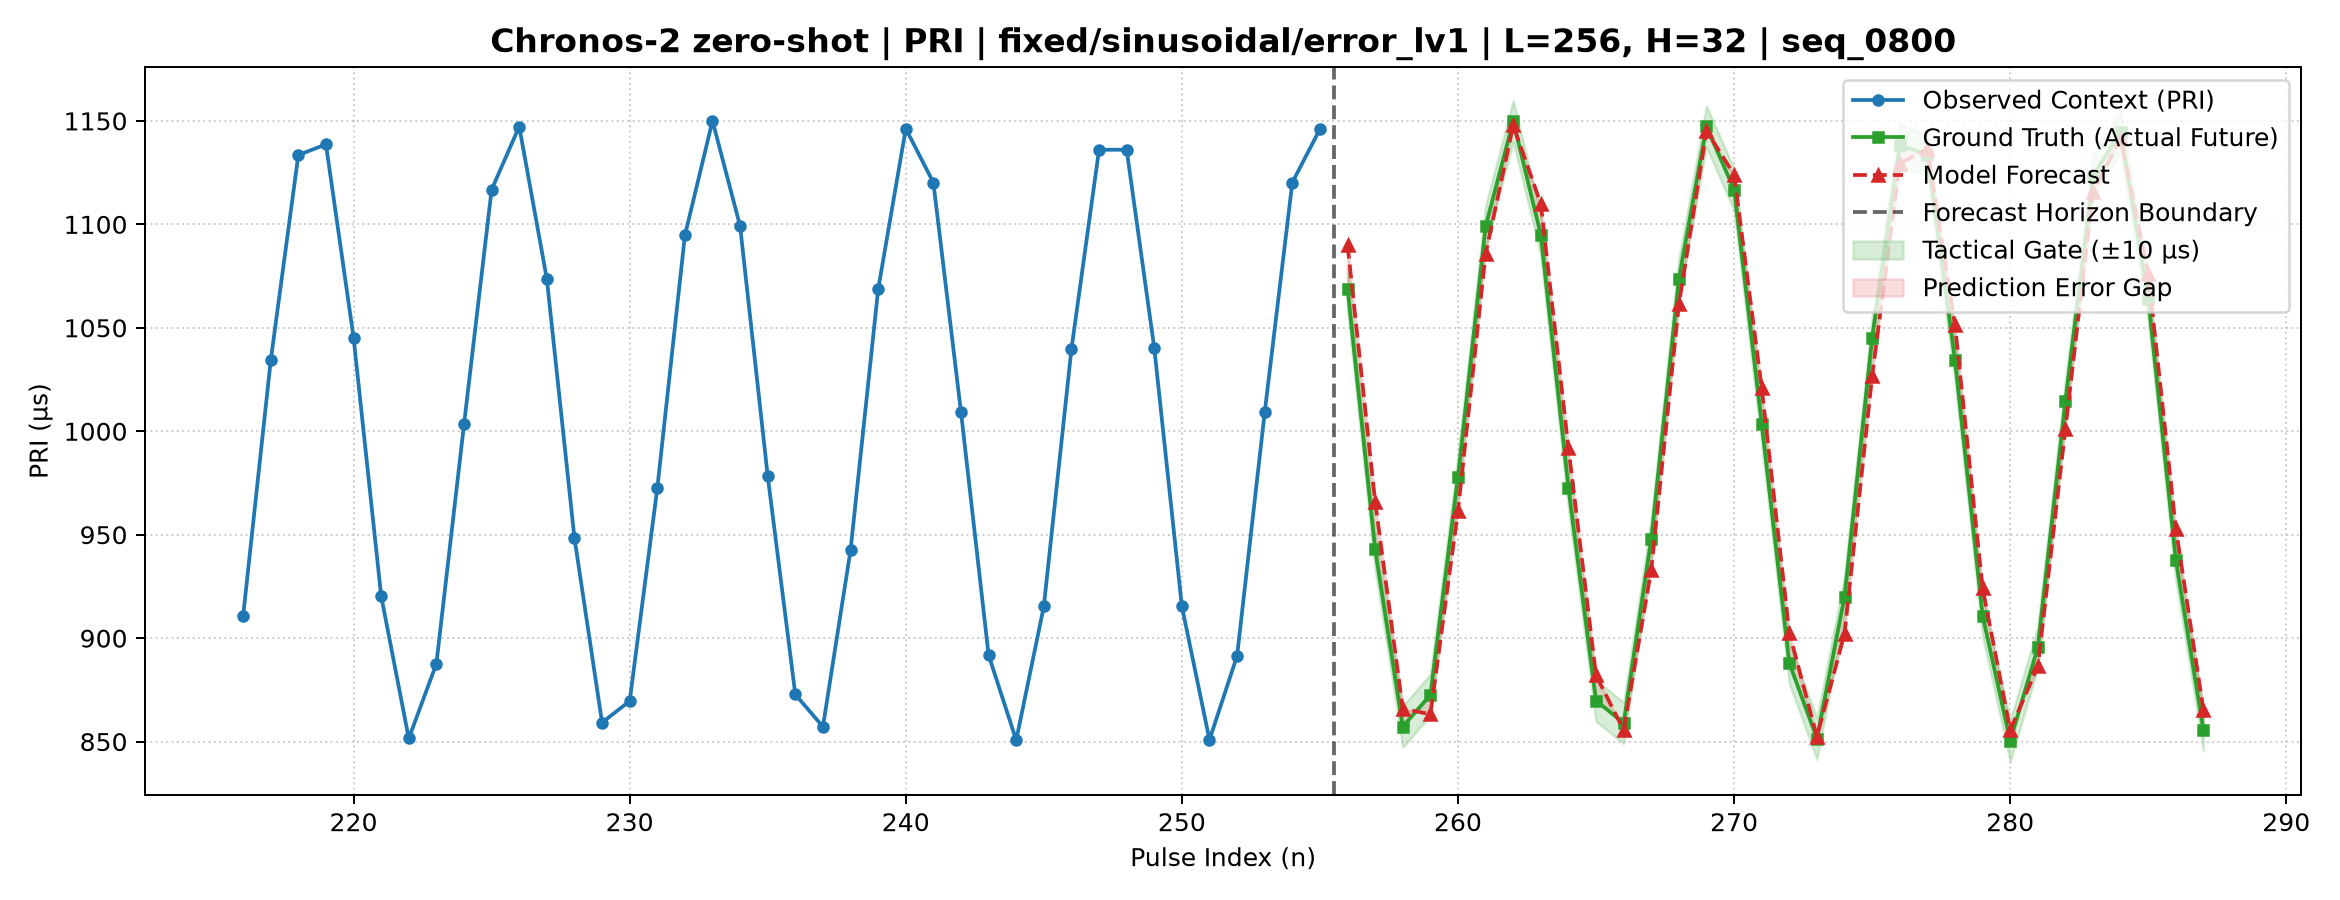 Chronos-2 zero-shot | PRI | fixed/sinusoidal/error_lv1 | L=256, H=32 | seq_0800
Observed Context (PRI)
Ground Truth (Actual Future)
Model Forecast
Forecast Horizon Boundary
Tactical Gate (±10 µs)
Prediction Error Gap
PRI (µs)
1150
1100
1050
1000
950
900
850
220 230 240 250 260 270 280 290
Pulse Index (n)